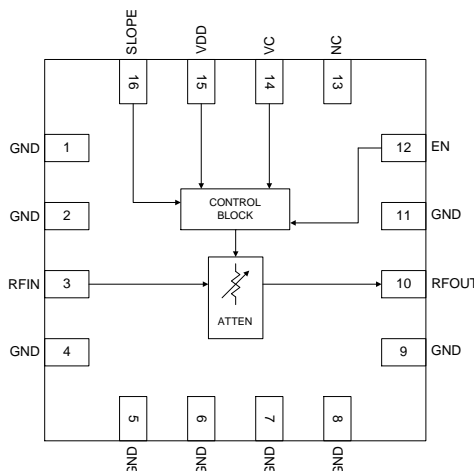 SLOPE
VDD
VC
NC
16
15
14
13
GND 1
12 EN
GND 2
11 GND
CONTROL
BLOCK
RFIN 3
10 RFOUT
ATTEN
GND 4
9 GND
5
6
7
8
GND
GND
GND
GND